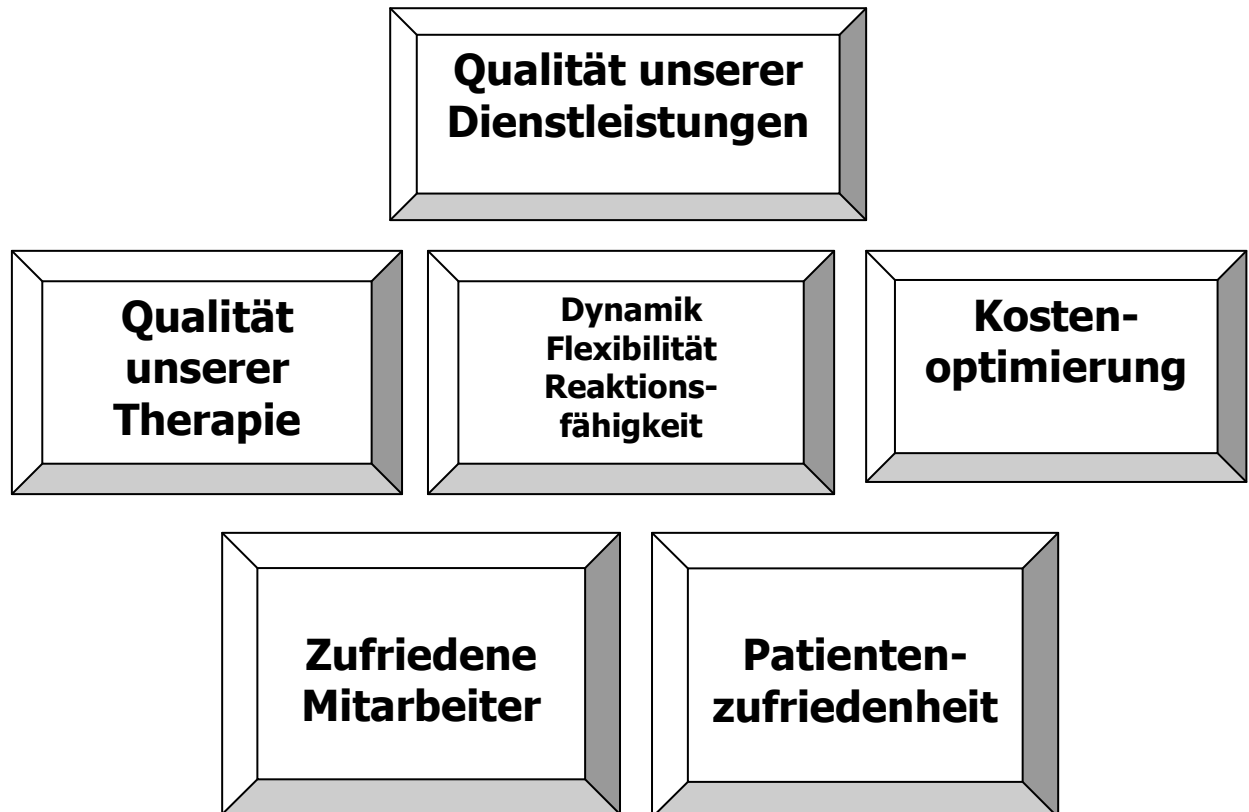 Qualität unserer
Dienstleistungen
Qualität
unserer
Therapie
Dynamik
Flexibilität
Reaktions-
fähigkeit
Kosten-
optimierung
Zufriedene
Mitarbeiter
Patienten-
zufriedenheit